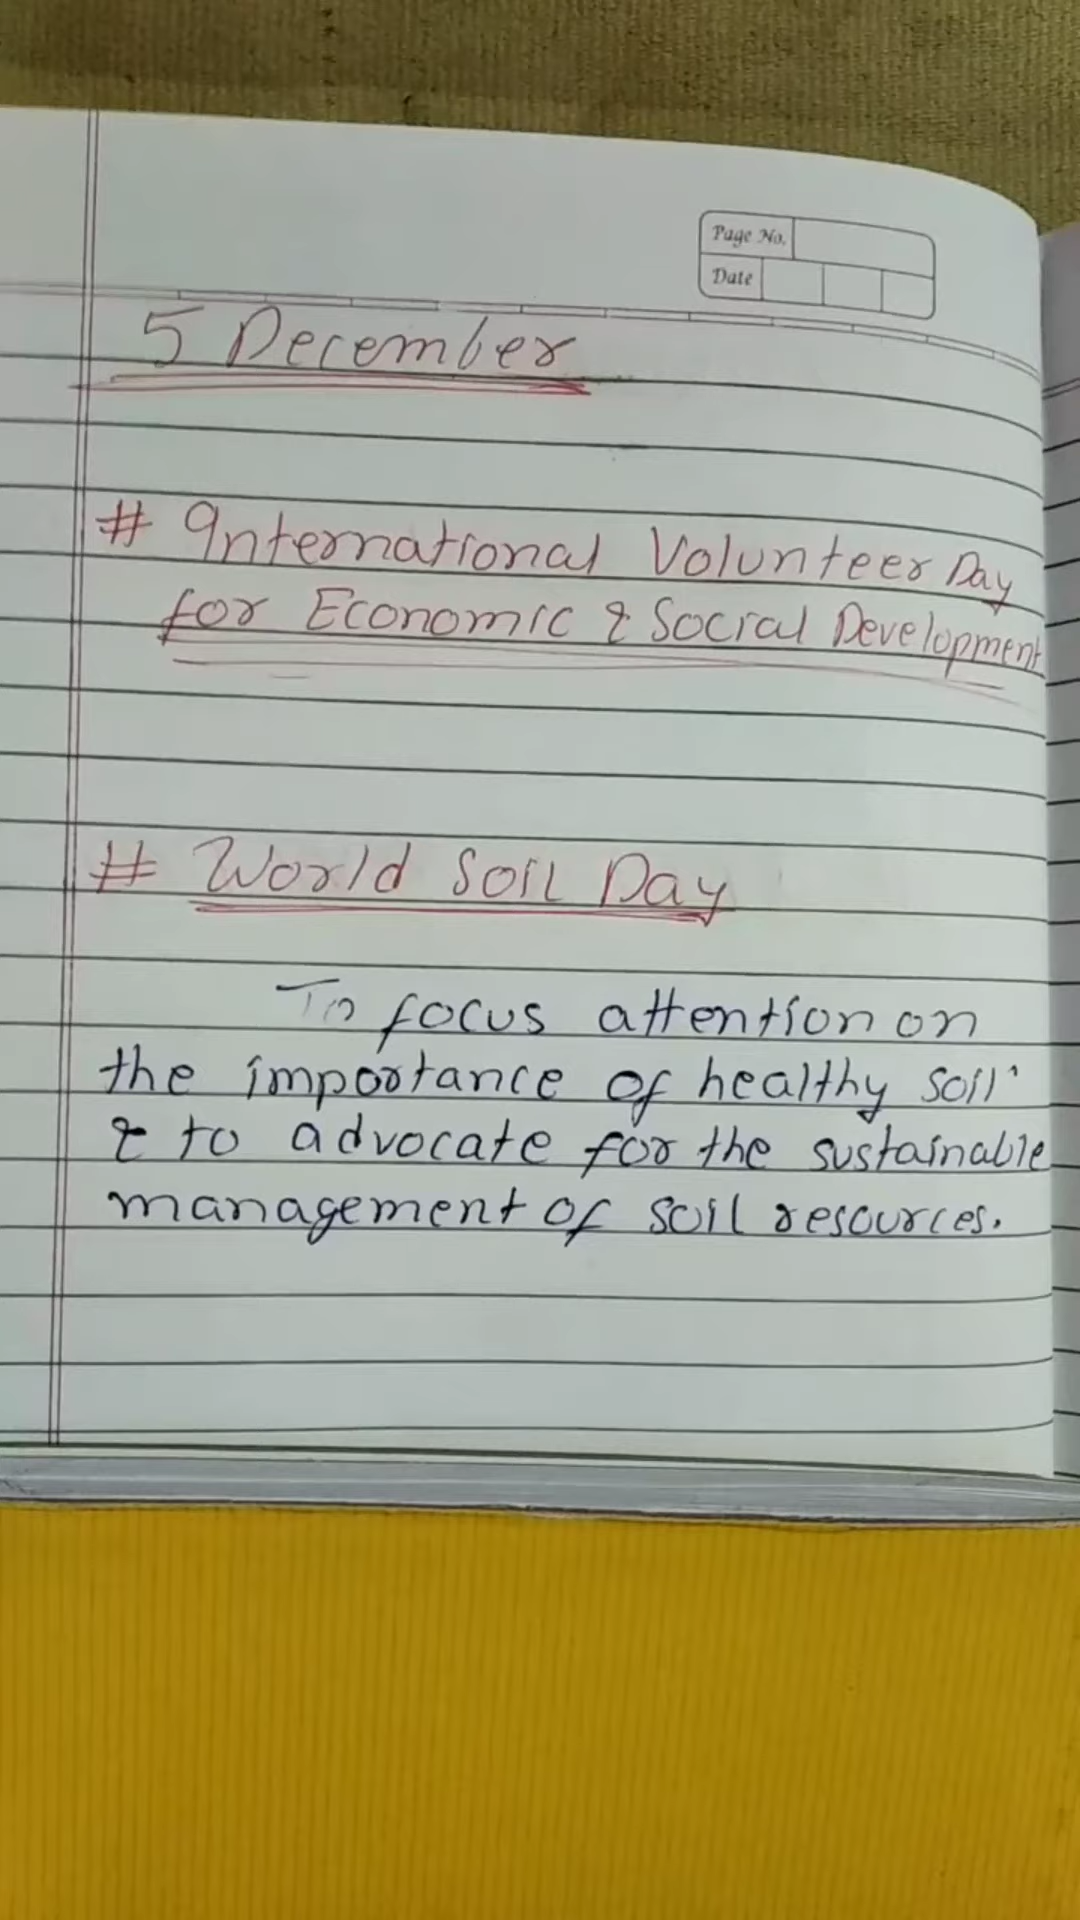 Page No.
Date
5 December
# International Volunteer Day
for Economic & Social Development
# World Soil Day
To focus attention on
the importance of healthy soil
& to advocate for the sustainable
management of soil resources.